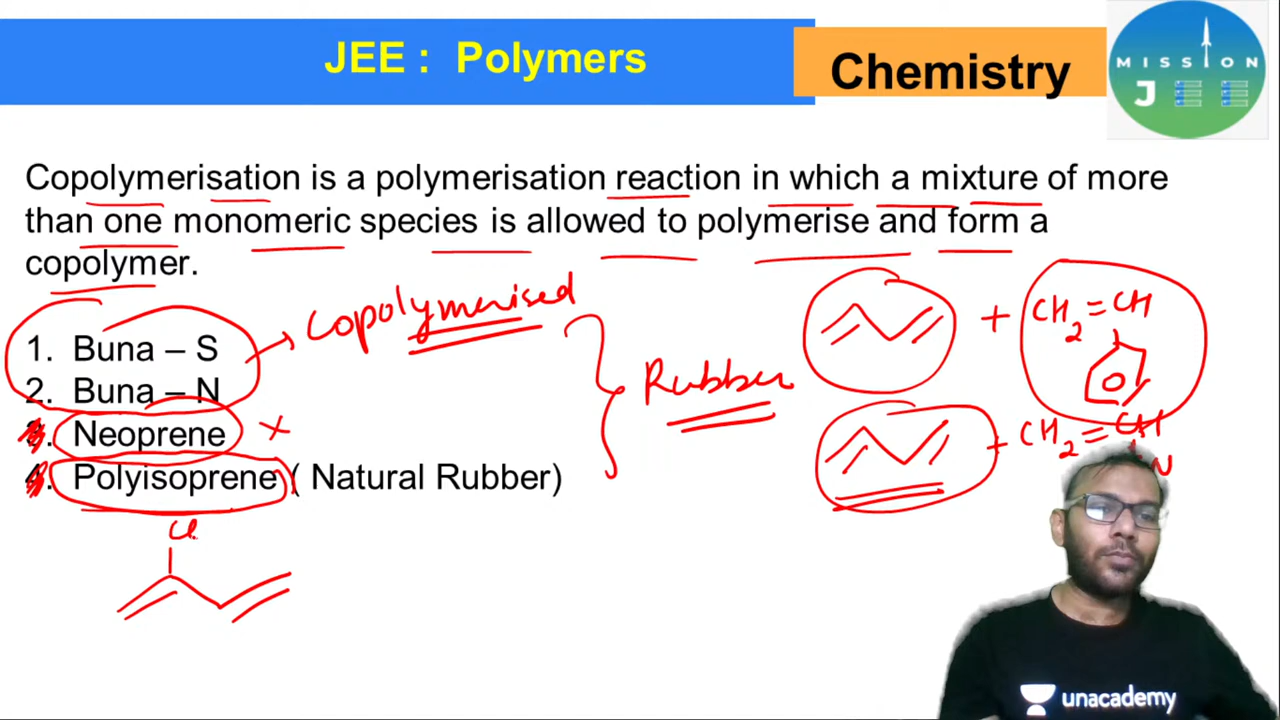 JEE : Polymers
Chemistry
MISSION
JEE
Copolymerisation is a polymerisation reaction in which a mixture of more
than one monomeric species is allowed to polymerise and form a
copolymer.
1. Buna – S
2. Buna – N
Neoprene ×
Polyisoprene ( Natural Rubber)
Copolymerised
Rubber
+ CH2=CH
+ CH2=CH
Cl
unacademy